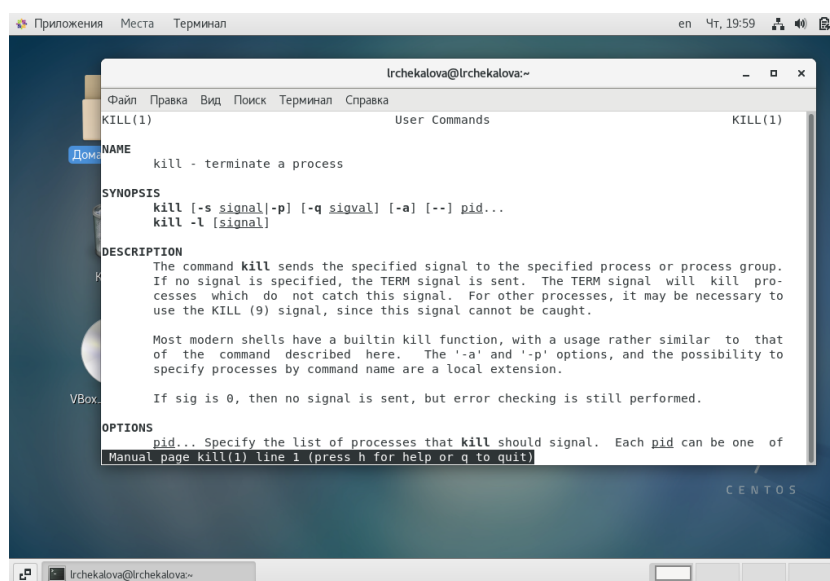 Приложения Места Терминал en Чт, 19:59
lrchekalova@lrchekalova:~
Файл Правка Вид Поиск Терминал Справка
KILL(1) User Commands KILL(1)
NAME
kill - terminate a process
SYNOPSIS
kill [-s signal|-p] [-q sigval] [-a] [--] pid...
kill -l [signal]
DESCRIPTION
The command kill sends the specified signal to the specified process or process group.
If no signal is specified, the TERM signal is sent. The TERM signal will kill pro-
cesses which do not catch this signal. For other processes, it may be necessary to
use the KILL (9) signal, since this signal cannot be caught.
Most modern shells have a builtin kill function, with a usage rather similar to that
of the command described here. The '-a' and '-p' options, and the possibility to
specify processes by command name are a local extension.
If sig is 0, then no signal is sent, but error checking is still performed.
OPTIONS
pid... Specify the list of processes that kill should signal. Each pid can be one of
Manual page kill(1) line 1 (press h for help or q to quit)
Дома
К
VBox_
CENTOS
lrchekalova@lrchekalova:~